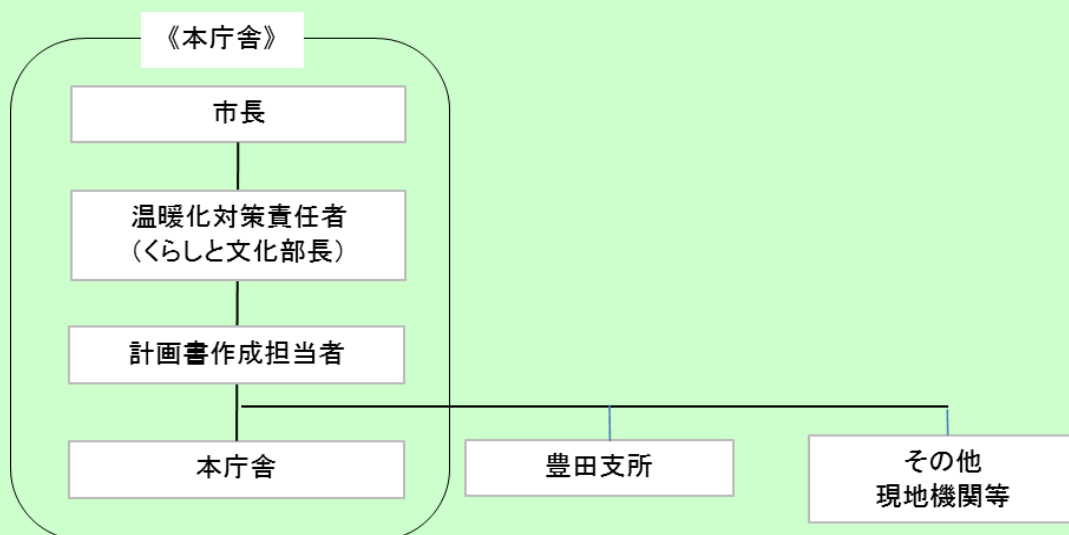 《本庁舎》
市長
温暖化対策責任者
（くらしと文化部長）
計画書作成担当者
本庁舎
豊田支所
その他
現地機関等